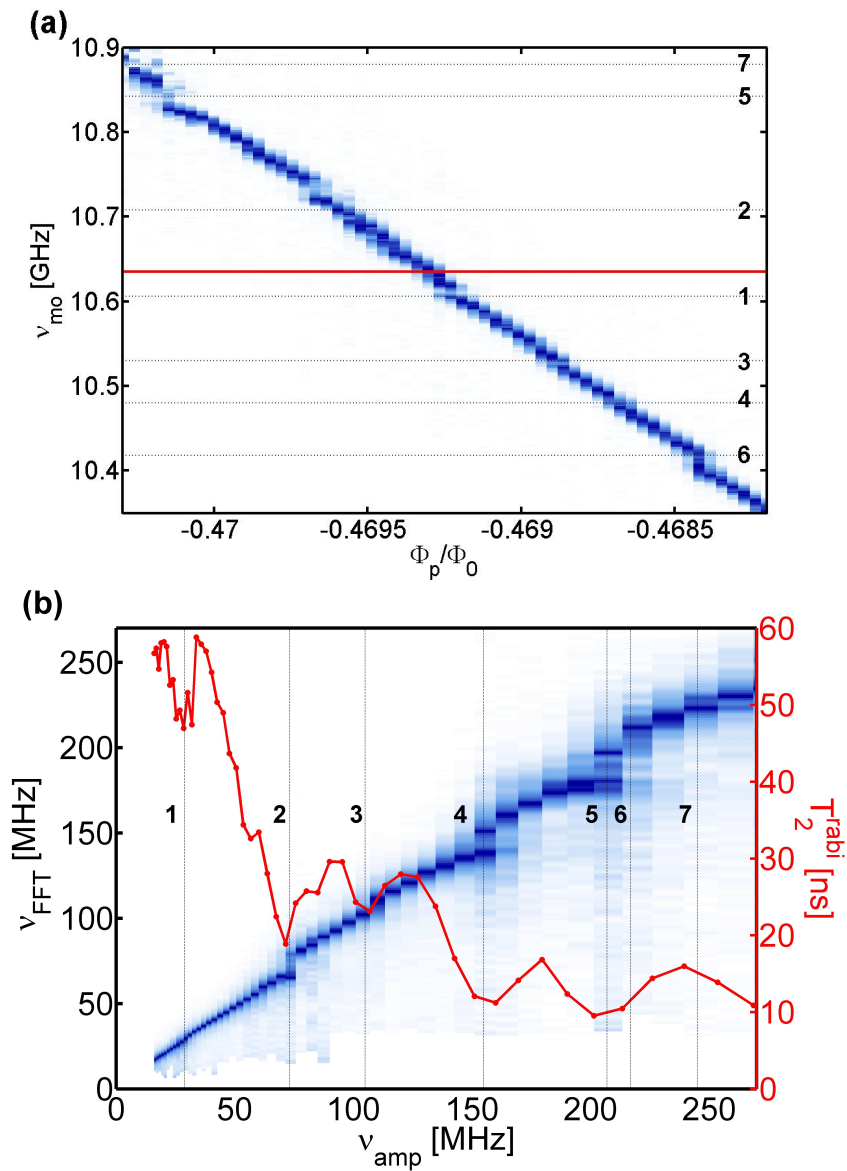 (a)
10.9
10.8
10.7
10.6
10.5
10.4
ν_mo [GHz]
7
5
2
1
3
4
6
-0.47 -0.4695 -0.469 -0.4685
Φ_p/Φ_0
(b)
250
200
150
100
50
0
ν_FFT [MHz]
1 2 3 4 5 6 7
60
50
40
30
20
10
0
T_2^rabi [ns]
0 50 100 150 200 250
ν_amp [MHz]